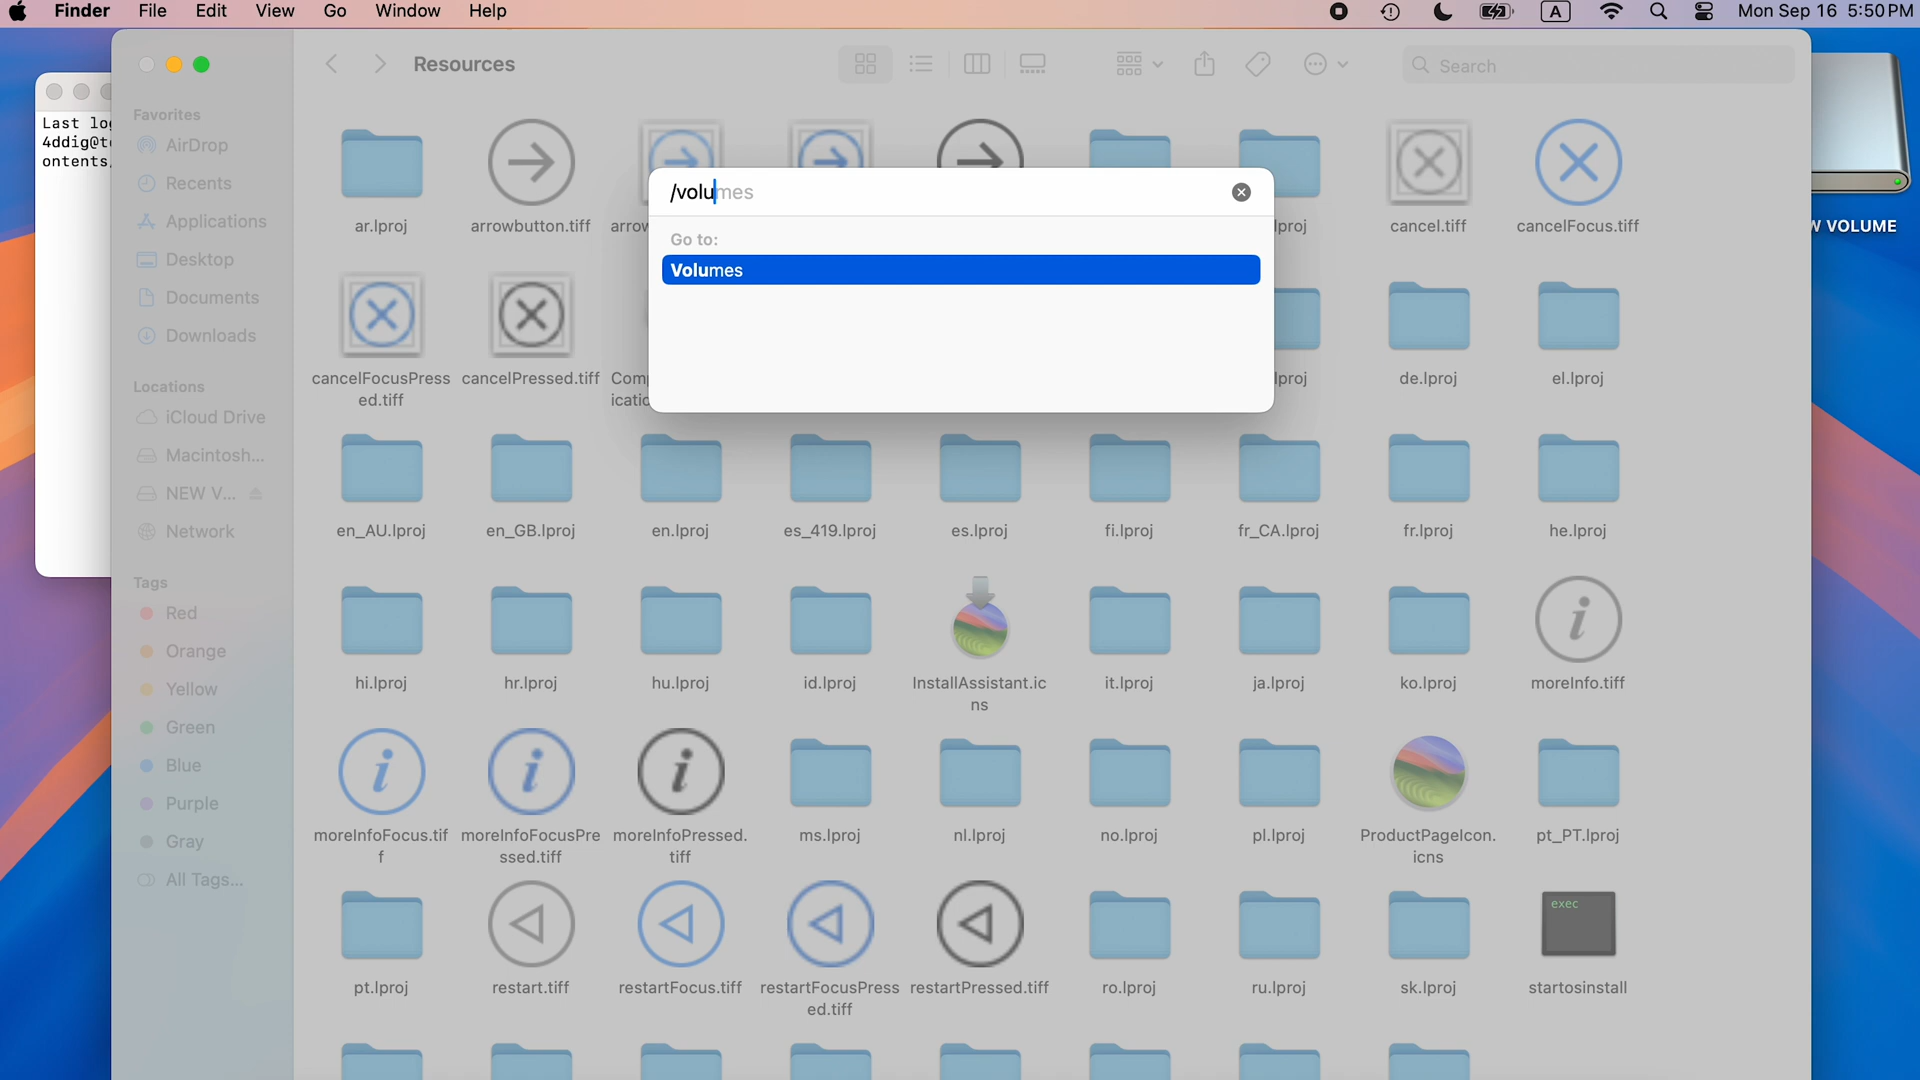 Finder File Edit View Go Window Help A Mon Sep 16 5:50 PM
Resources
Search
Last lo
4ddig@t
ontents
Favorites
AirDrop
Recents
Applications
Desktop
Documents
Downloads
Locations
iCloud Drive
Macintosh...
NEW V...
Network
Tags
Red
Orange
Yellow
Green
Blue
Purple
Gray
All Tags...
/volumes
Go to:
Volumes
ar.lproj arrowbutton.tiff arrow lproj cancel.tiff cancelFocus.tiff
W VOLUME
cancelFocusPress cancelPressed.tiff Com lproj de.lproj el.lproj
ed.tiff icatio
en_AU.lproj en_GB.lproj en.lproj es_419.lproj es.lproj fi.lproj fr_CA.lproj fr.lproj he.lproj
hi.lproj hr.lproj hu.lproj id.lproj InstallAssistant.ic it.lproj ja.lproj ko.lproj moreInfo.tiff
ns
moreInfoFocus.tif moreInfoFocusPre moreInfoPressed. ms.lproj nl.lproj no.lproj pl.lproj ProductPageIcon. pt_PT.lproj
f ssed.tiff tiff icns
exec
pt.lproj restart.tiff restartFocus.tiff restartFocusPress restartPressed.tiff ro.lproj ru.lproj sk.lproj startosinstall
ed.tiff